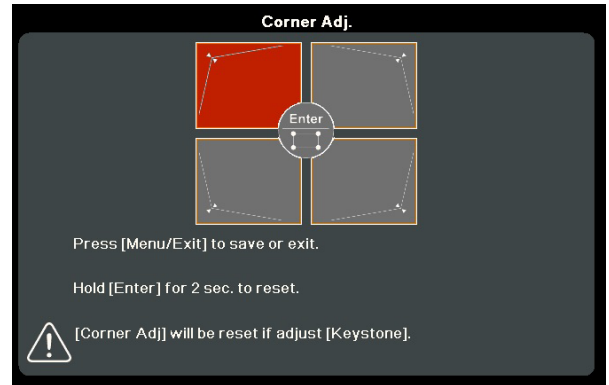 Corner Adj.
Enter
Press [Menu/Exit] to save or exit.
Hold [Enter] for 2 sec. to reset.
[Corner Adj] will be reset if adjust [Keystone].